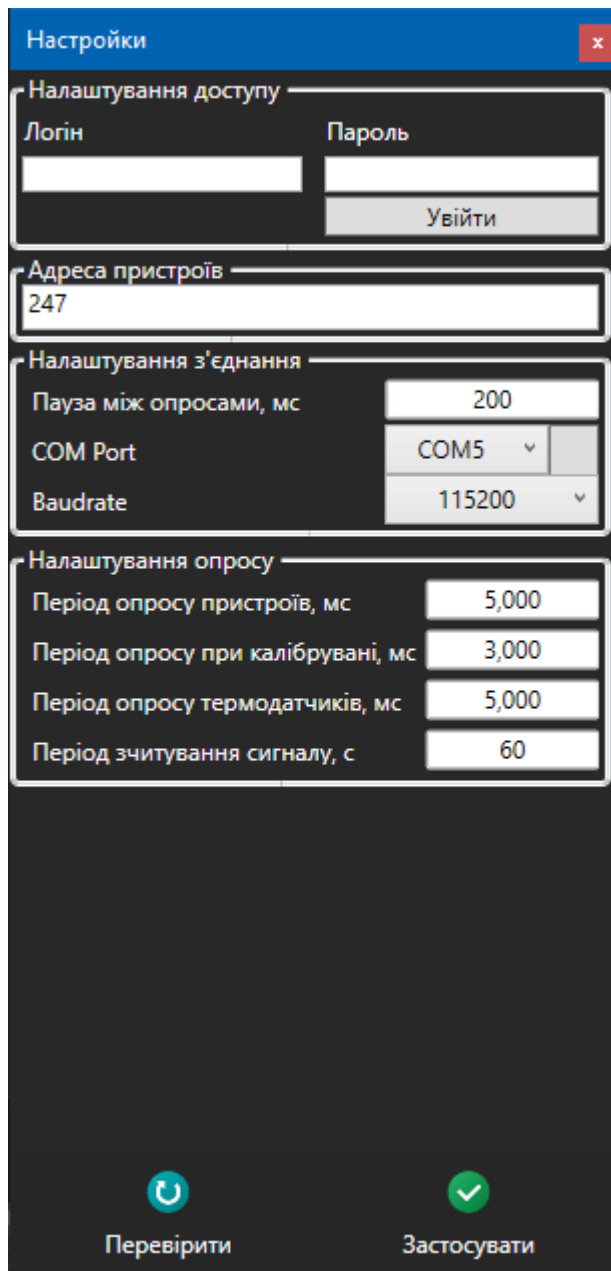 Настройки x
Налаштування доступу
Логін Пароль
Увійти
Адреса пристроїв
247
Налаштування з'єднання
Пауза між опросами, мс 200
COM Port COM5
Baudrate 115200
Налаштування опросу
Період опросу пристроїв, мс 5,000
Період опросу при калібрувані, мс 3,000
Період опросу термодатчиків, мс 5,000
Період зчитування сигналу, с 60
Перевірити Застосувати